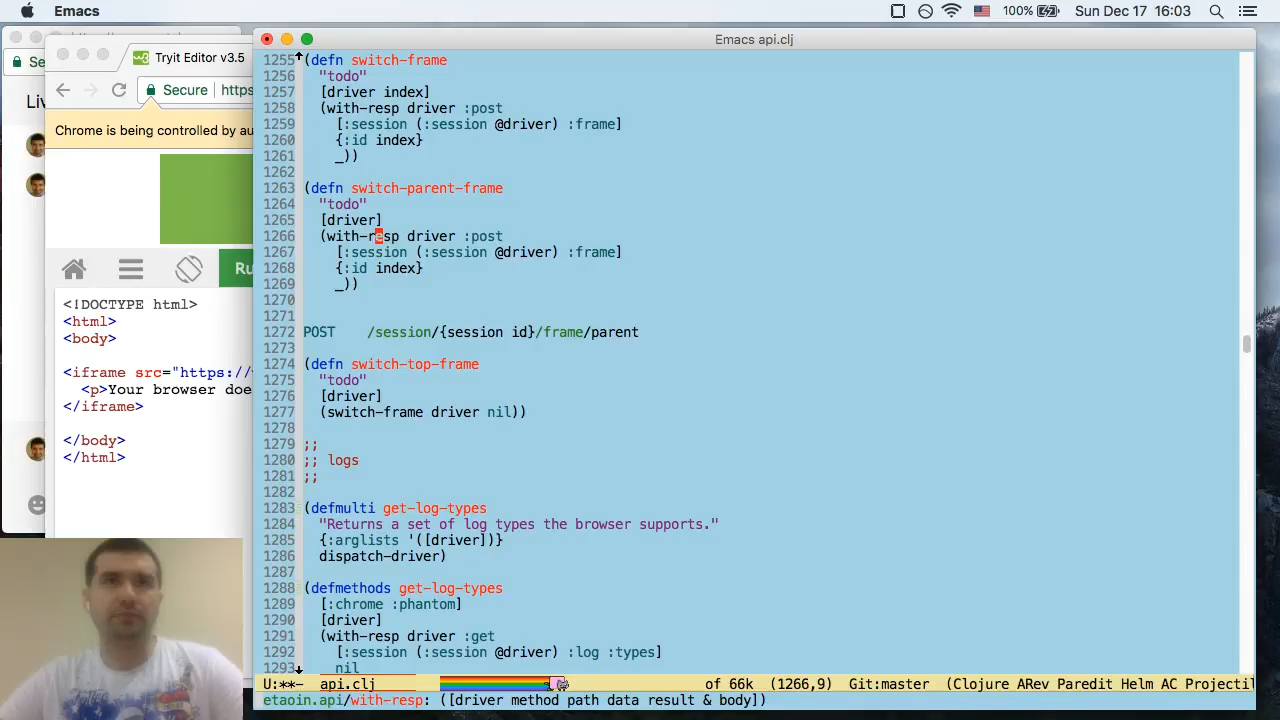 Emacs
100%
Sun Dec 17 16:03
Tryit Editor v3.5
Se
Secure
https
Liv
Chrome is being controlled by au
Ru
<!DOCTYPE html>
<html>
<body>
<iframe src="https://
<p>Your browser doe
</iframe>
</body>
</html>
Emacs api.clj
1255 (defn switch-frame
1256 "todo"
1257 [driver index]
1258 (with-resp driver :post
1259 [:session (:session @driver) :frame]
1260 {:id index}
1261 _))
1262
1263 (defn switch-parent-frame
1264 "todo"
1265 [driver]
1266 (with-resp driver :post
1267 [:session (:session @driver) :frame]
1268 {:id index}
1269 _))
1270
1271
1272 POST /session/{session id}/frame/parent
1273
1274 (defn switch-top-frame
1275 "todo"
1276 [driver]
1277 (switch-frame driver nil))
1278
1279 ;;
1280 ;; logs
1281 ;;
1282
1283 (defmulti get-log-types
1284 "Returns a set of log types the browser supports."
1285 {:arglists '([driver])}
1286 dispatch-driver)
1287
1288 (defmethods get-log-types
1289 [:chrome :phantom]
1290 [driver]
1291 (with-resp driver :get
1292 [:session (:session @driver) :log :types]
1293 nil
U:**- api.clj of 66k (1266,9) Git:master (Clojure ARev Paredit Helm AC Projectil
etaoin.api/with-resp: ([driver method path data result & body])